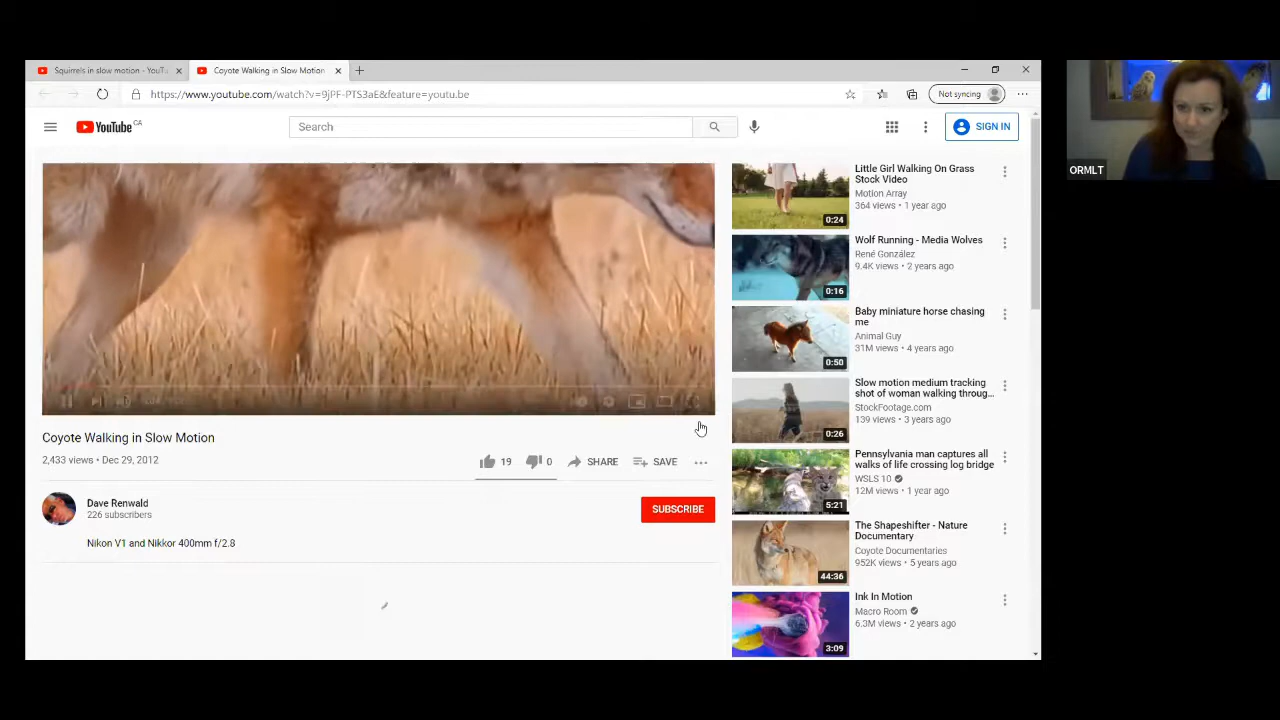 Squirrels in slow motion - YouTu
Coyote Walking in Slow Motion
https://www.youtube.com/watch?v=9jPF-PTS3aE&feature=youtu.be
Not syncing
YouTube CA
Search
SIGN IN
ORMLT
Coyote Walking in Slow Motion
2,433 views • Dec 29, 2012
19
0
SHARE
SAVE
Dave Renwald
226 subscribers
SUBSCRIBE
Nikon V1 and Nikkor 400mm f/2.8
Little Girl Walking On Grass
Stock Video
Motion Array
364 views • 1 year ago
0:24
Wolf Running - Media Wolves
René González
9.4K views • 2 years ago
0:16
Baby miniature horse chasing
me
Animal Guy
31M views • 4 years ago
0:50
Slow motion medium tracking
shot of woman walking throug...
StockFootage.com
139 views • 3 years ago
0:26
Pennsylvania man captures all
walks of life crossing log bridge
WSLS 10
12M views • 1 year ago
5:21
The Shapeshifter - Nature
Documentary
Coyote Documentaries
952K views • 5 years ago
44:36
Ink In Motion
Macro Room
6.3M views • 2 years ago
3:09